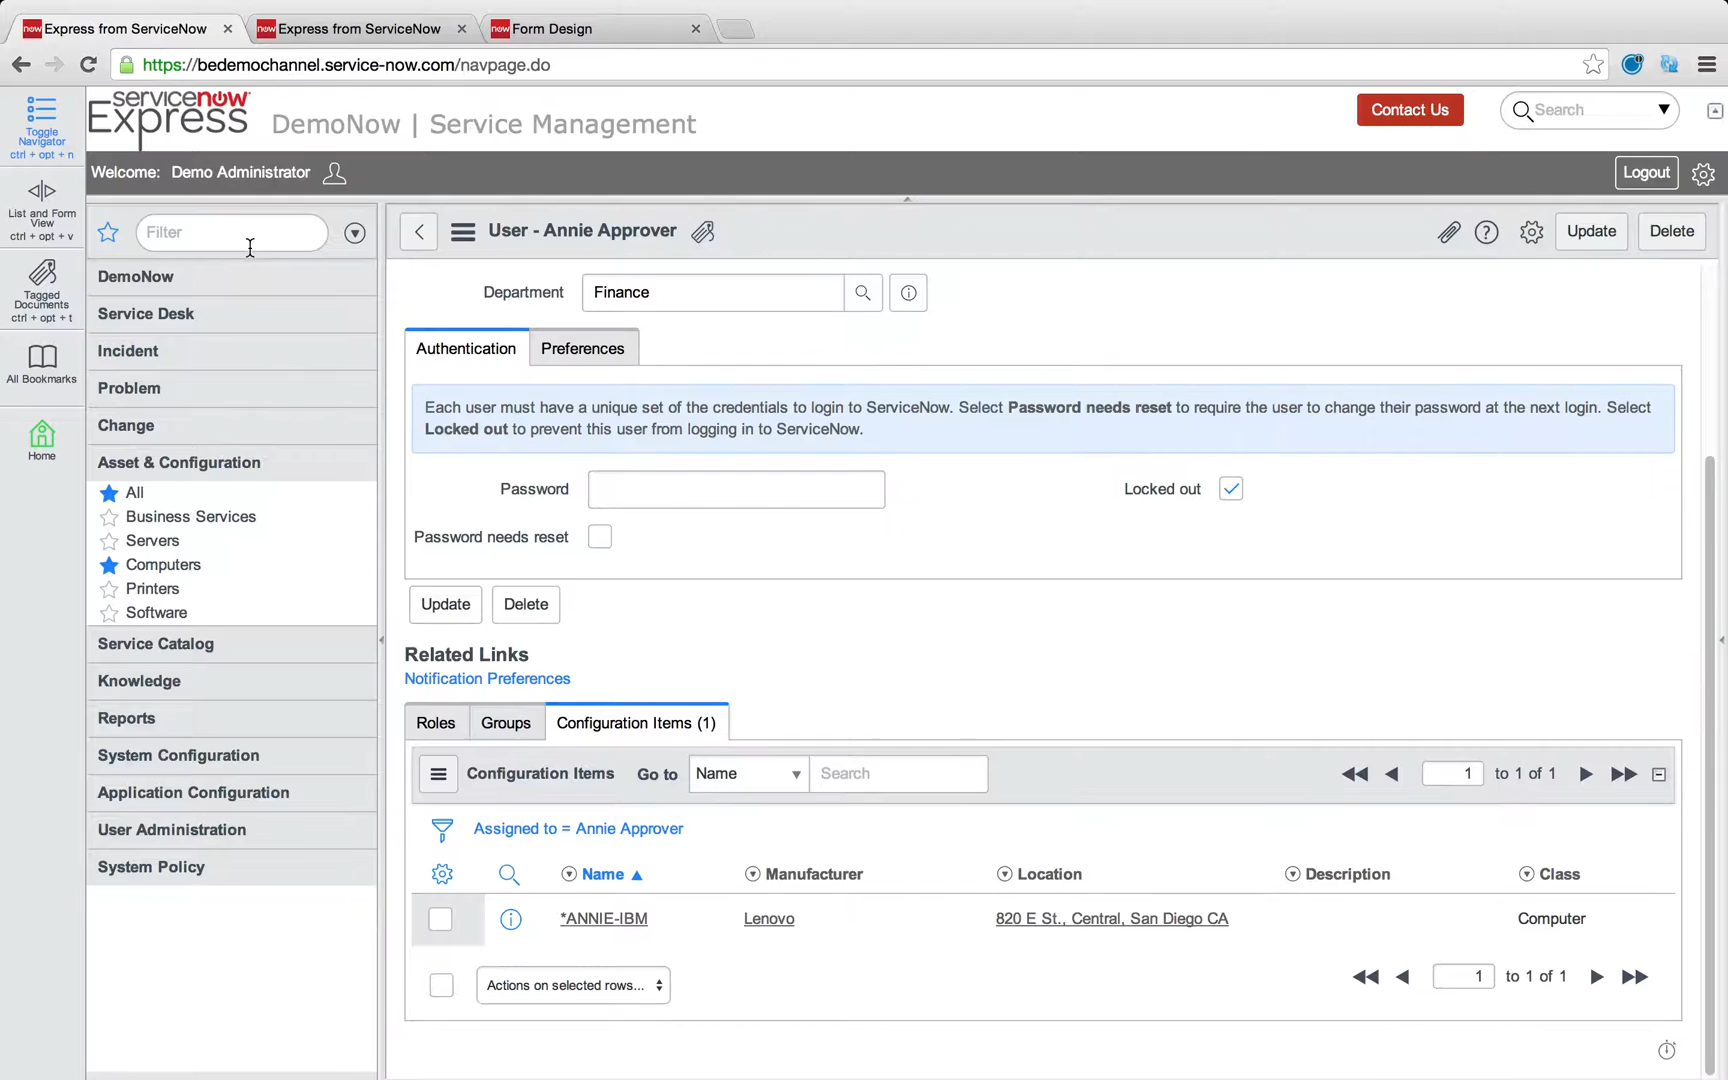 now Express from ServiceNow
now Express from ServiceNow
now Form Design
https://bedemochannel.service-now.com/navpage.do
Toggle
Navigator
ctrl + opt + n
servicenow
Express
DemoNow | Service Management
Contact Us
Search
Welcome: Demo Administrator
Logout
List and Form
View
ctrl + opt + v
Tagged
Documents
ctrl + opt + t
All Bookmarks
Home
Filter
DemoNow
Service Desk
Incident
Problem
Change
Asset & Configuration
All
Business Services
Servers
Computers
Printers
Software
Service Catalog
Knowledge
Reports
System Configuration
Application Configuration
User Administration
System Policy
User - Annie Approver
Update
Delete
Department
Finance
Authentication
Preferences
Each user must have a unique set of the credentials to login to ServiceNow. Select Password needs reset to require the user to change their password at the next login. Select
Locked out to prevent this user from logging in to ServiceNow.
Password
Locked out
Password needs reset
Update
Delete
Related Links
Notification Preferences
Roles
Groups
Configuration Items (1)
Configuration Items
Go to
Name
Search
1 to 1 of 1
Assigned to = Annie Approver
Name
Manufacturer
Location
Description
Class
*ANNIE-IBM
Lenovo
820 E St., Central, San Diego CA
Computer
Actions on selected rows...
1 to 1 of 1